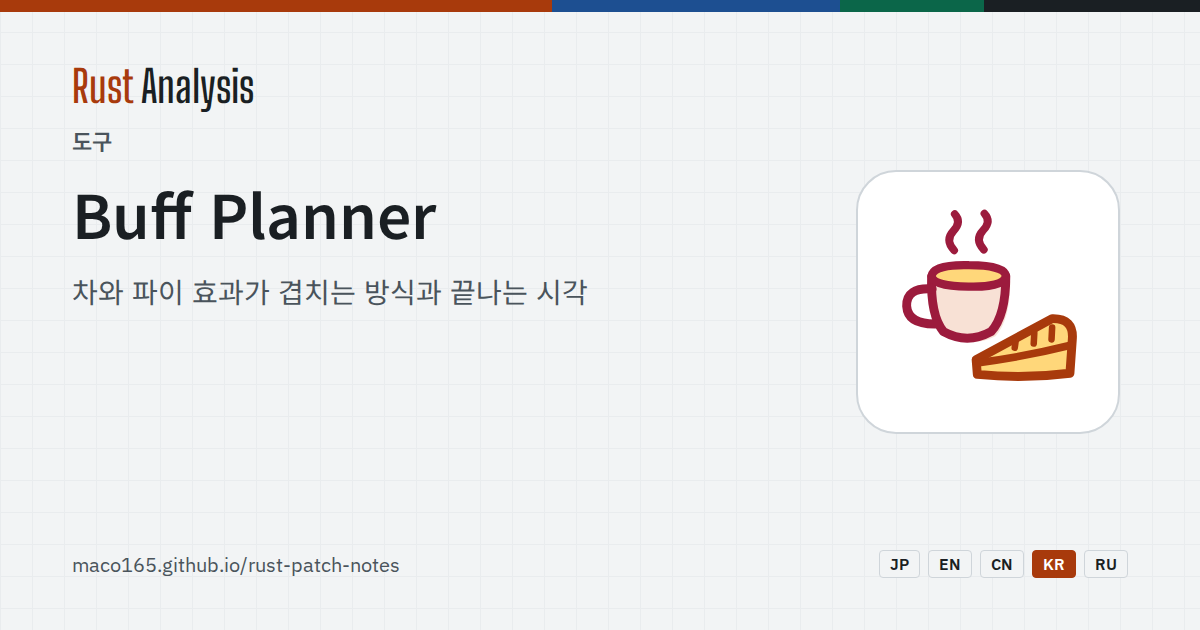 Rust Analysis
도구
Buff Planner
차와 파이 효과가 겹치는 방식과 끝나는 시각
maco165.github.io/rust-patch-notes
JP EN CN KR RU